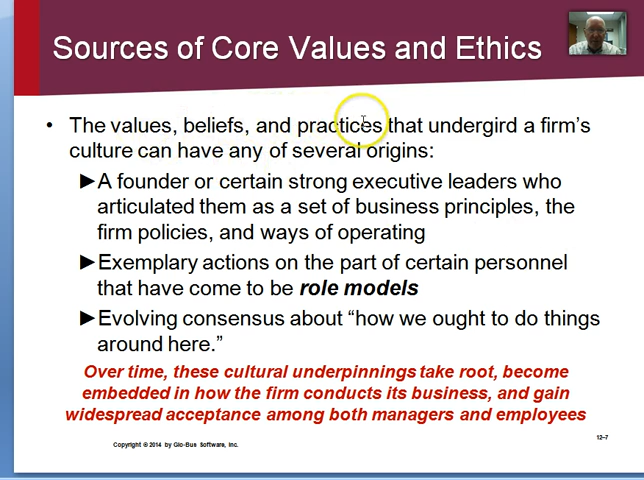 Sources of Core Values and Ethics
• The values, beliefs, and practices that undergird a firm's
culture can have any of several origins:
►A founder or certain strong executive leaders who
articulated them as a set of business principles, the
firm policies, and ways of operating
►Exemplary actions on the part of certain personnel
that have come to be role models
►Evolving consensus about “how we ought to do things
around here.”
Over time, these cultural underpinnings take root, become
embedded in how the firm conducts its business, and gain
widespread acceptance among both managers and employees
Copyright © 2014 by Glo-Bus Software, Inc.
12–7